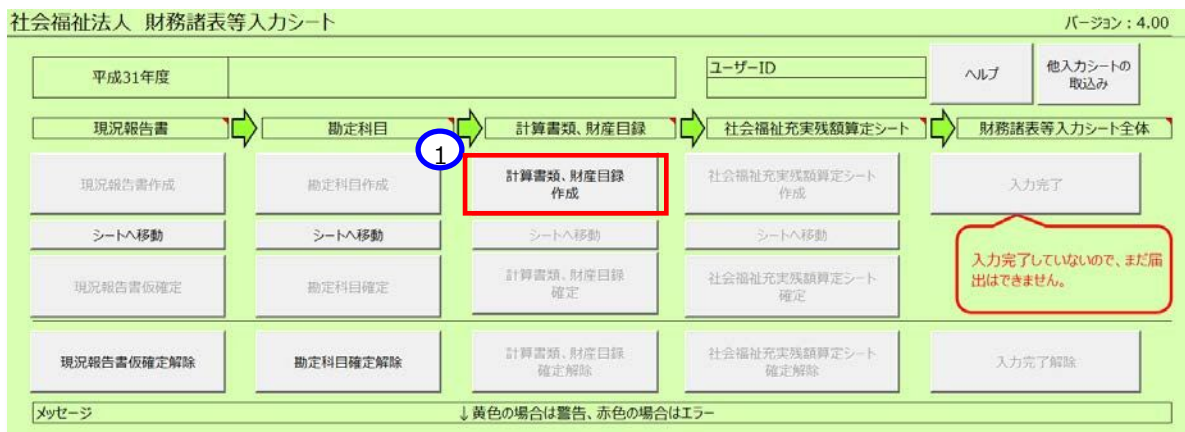 社会福祉法人 財務諸表等入力シート
バージョン：4.00
平成31年度
ユーザーID
ヘルプ
他入力シートの
取込み
現況報告書
勘定科目
計算書類、財産目録
社会福祉充実残額算定シート
財務諸表等入力シート全体
1
現況報告書作成
勘定科目作成
計算書類、財産目録
作成
社会福祉充実残額算定シート
作成
入力完了
シートへ移動
シートへ移動
シートへ移動
シートへ移動
入力完了していないので、まだ届
出はできません。
現況報告書仮確定
勘定科目確定
計算書類、財産目録
確定
社会福祉充実残額算定シート
確定
現況報告書仮確定解除
勘定科目確定解除
計算書類、財産目録
確定解除
社会福祉充実残額算定シート
確定解除
入力完了解除
メッセージ
↓黄色の場合は警告、赤色の場合はエラー